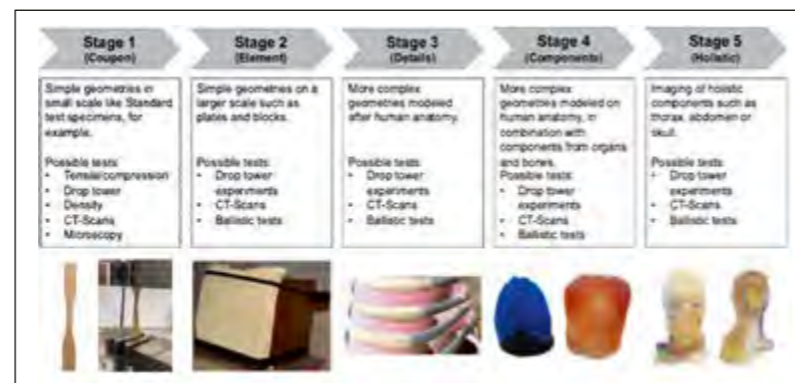 Stage 1
(Coupon)
Simple geometries in
small scale like Standard
test specimens, for
example.
Possible tests:
• Tensile/compression
• Drop tower
• Density
• CT-Scans
• Microscopy
Stage 2
(Element)
Simple geometries on a
larger scale such as
plates and blocks.
Possible tests:
• Drop tower
experiments
• CT-Scans
• Ballistic tests
Stage 3
(Details)
More complex
geometries modeled
after human anatomy.
Possible tests:
• Drop tower
experiments
• CT-Scans
• Ballistic tests
Stage 4
(Components)
More complex
geometries modeled on
human anatomy, in
combination with
components from organs
and bones.
Possible tests:
• Drop tower
experiments
• CT-Scans
• Ballistic tests
Stage 5
(Holistic)
Imaging of holistic
components such as
thorax, abdomen or
skull.
Possible tests:
• Drop tower
experiments
• CT-Scans
• Ballistic tests